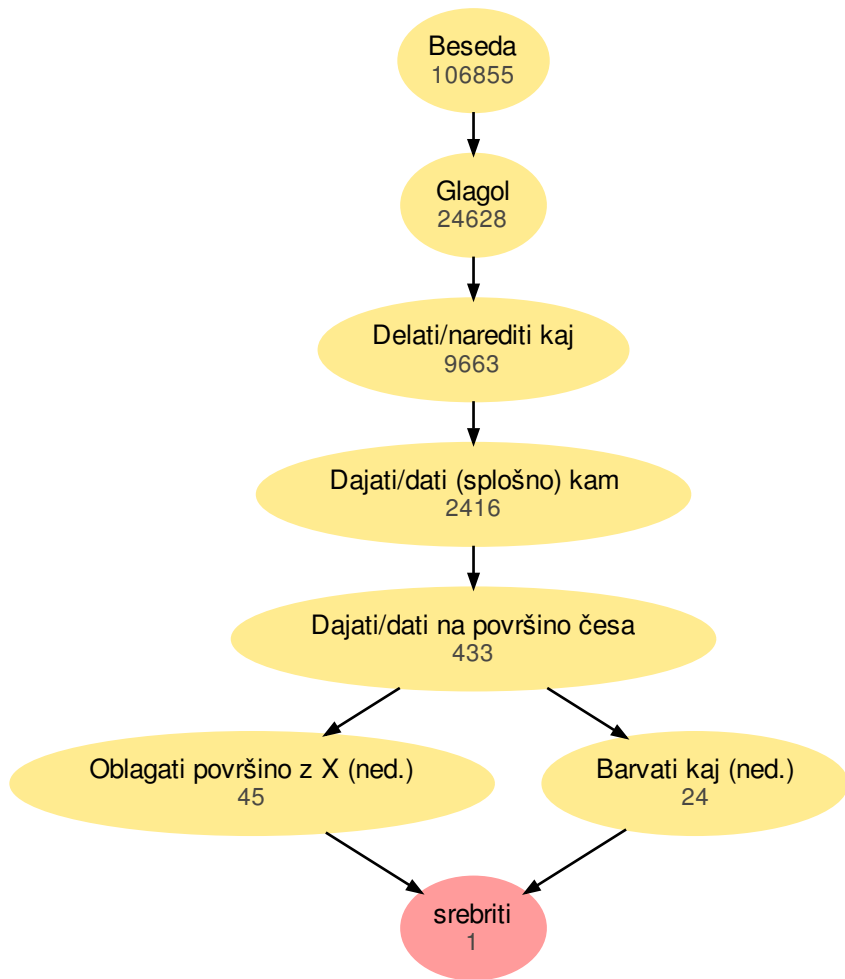 Beseda
106855
Glagol
24628
Delati/narediti kaj
9663
Dajati/dati (splošno) kam
2416
Dajati/dati na površino česa
433
Oblagati površino z X (ned.)
45
Barvati kaj (ned.)
24
srebriti
1